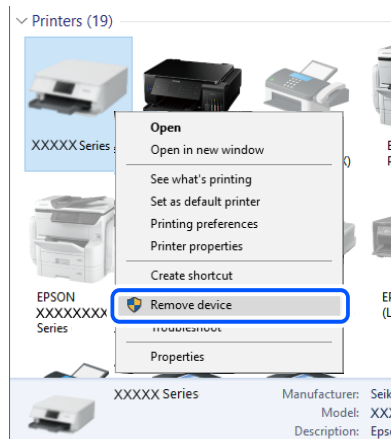 Printers (19)
XXXXX Series
Open
Open in new window
See what's printing
Set as default printer
Printing preferences
Printer properties
Create shortcut
Remove device
Troubleshoot
Properties
EPSON
XXXXXXXX
Series
XXXXX Series
Manufacturer:
Model:
Description: